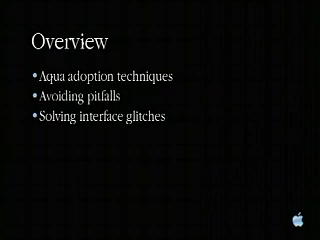 Overview
• Aqua adoption techniques
• Avoiding pitfalls
• Solving interface glitches